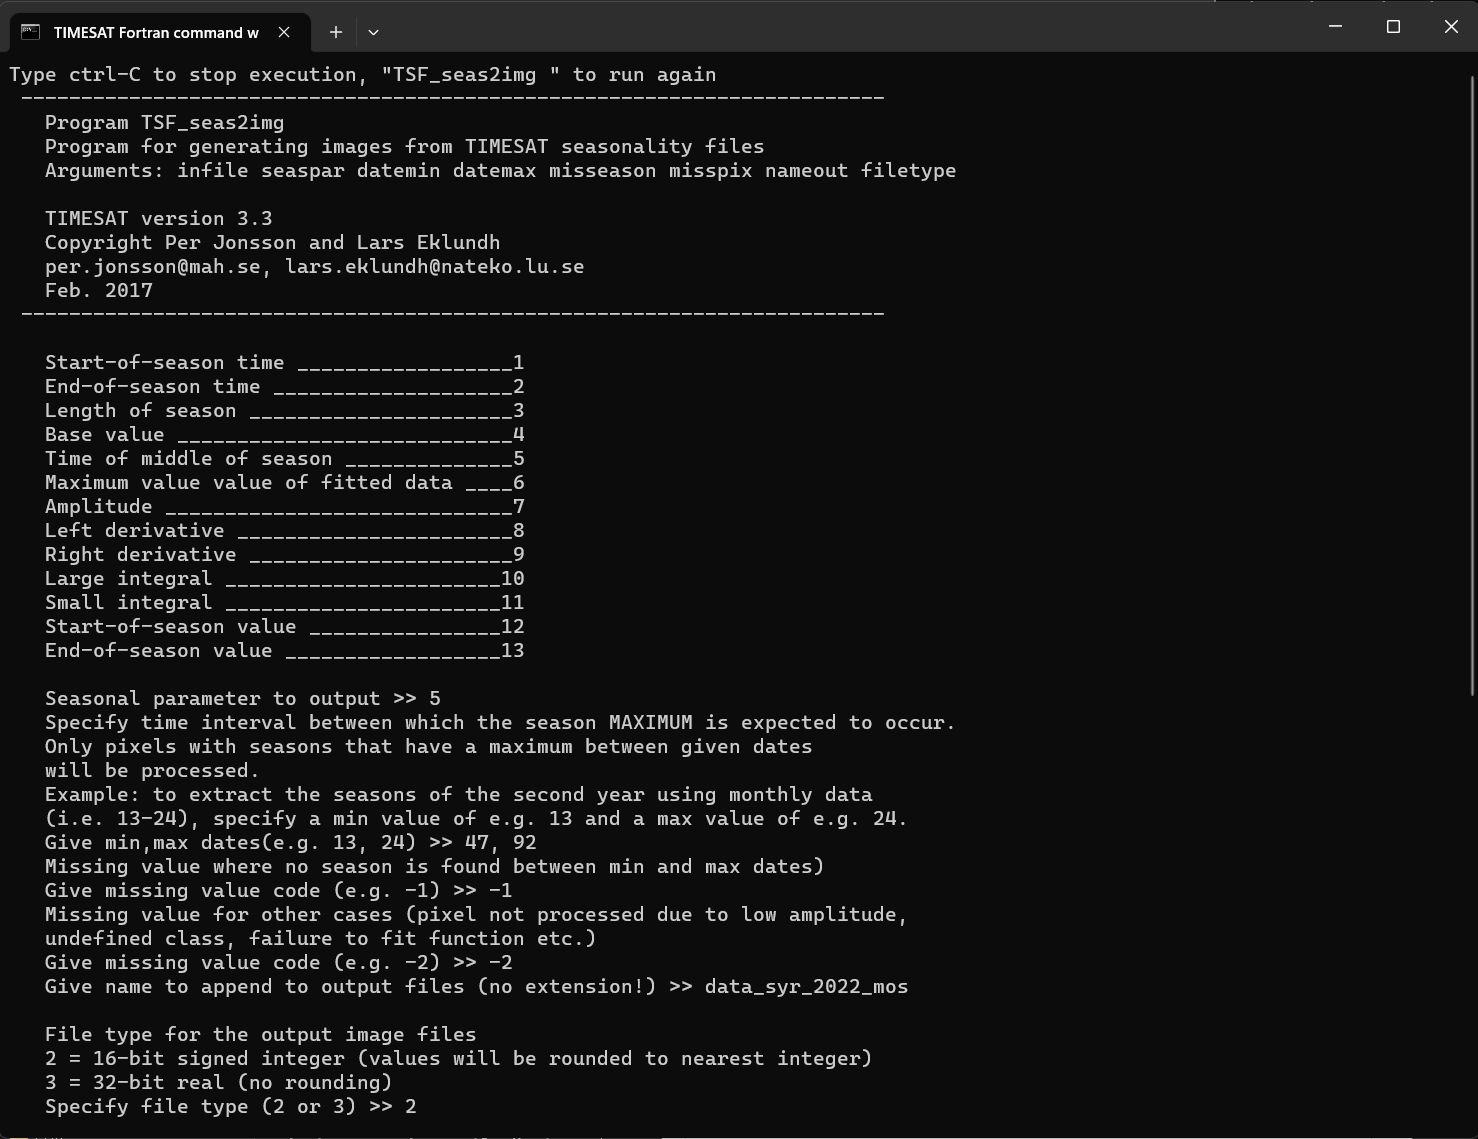 TIMESAT Fortran command w
Type ctrl-C to stop execution, "TSF_seas2img " to run again
------------------------------------------------------------------------
Program TSF_seas2img
Program for generating images from TIMESAT seasonality files
Arguments: infile seaspar datemin datemax misseason misspix nameout filetype
TIMESAT version 3.3
Copyright Per Jonsson and Lars Eklundh
per.jonsson@mah.se, lars.eklundh@nateko.lu.se
Feb. 2017
------------------------------------------------------------------------
Start-of-season time __________________1
End-of-season time ____________________2
Length of season ______________________3
Base value ____________________________4
Time of middle of season ______________5
Maximum value value of fitted data ____6
Amplitude _____________________________7
Left derivative _______________________8
Right derivative ______________________9
Large integral _______________________10
Small integral _______________________11
Start-of-season value ________________12
End-of-season value __________________13
Seasonal parameter to output >> 5
Specify time interval between which the season MAXIMUM is expected to occur.
Only pixels with seasons that have a maximum between given dates
will be processed.
Example: to extract the seasons of the second year using monthly data
(i.e. 13-24), specify a min value of e.g. 13 and a max value of e.g. 24.
Give min,max dates(e.g. 13, 24) >> 47, 92
Missing value where no season is found between min and max dates)
Give missing value code (e.g. -1) >> -1
Missing value for other cases (pixel not processed due to low amplitude,
undefined class, failure to fit function etc.)
Give missing value code (e.g. -2) >> -2
Give name to append to output files (no extension!) >> data_syr_2022_mos
File type for the output image files
2 = 16-bit signed integer (values will be rounded to nearest integer)
3 = 32-bit real (no rounding)
Specify file type (2 or 3) >> 2